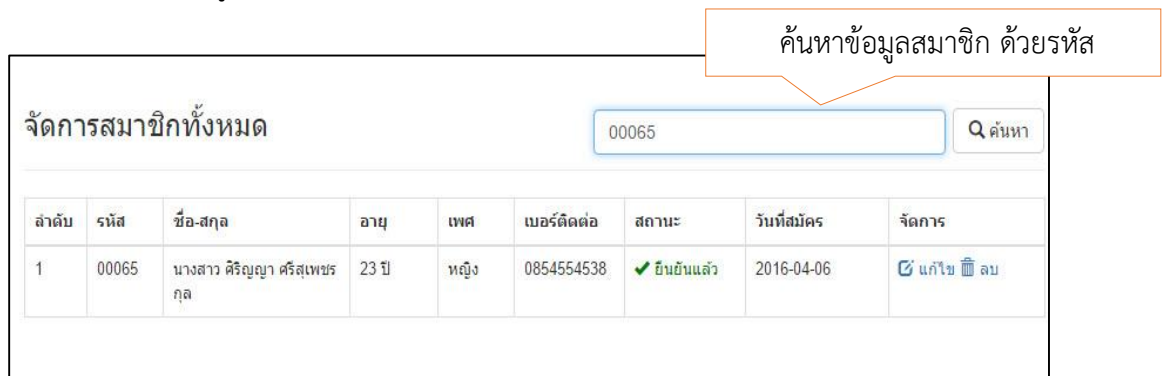 ค้นหาข้อมูลสมาชิก ด้วยรหัส
จัดการสมาชิกทั้งหมด
00065
ค้นหา
ลำดับ รหัส ชื่อ-สกุล อายุ เพศ เบอร์ติดต่อ สถานะ วันที่สมัคร จัดการ
1 00065 นางสาว ศิริญญา ศรีสุเพชร 23 ปี หญิง 0854554538 ยืนยันแล้ว 2016-04-06 แก้ไข ลบ
กุล